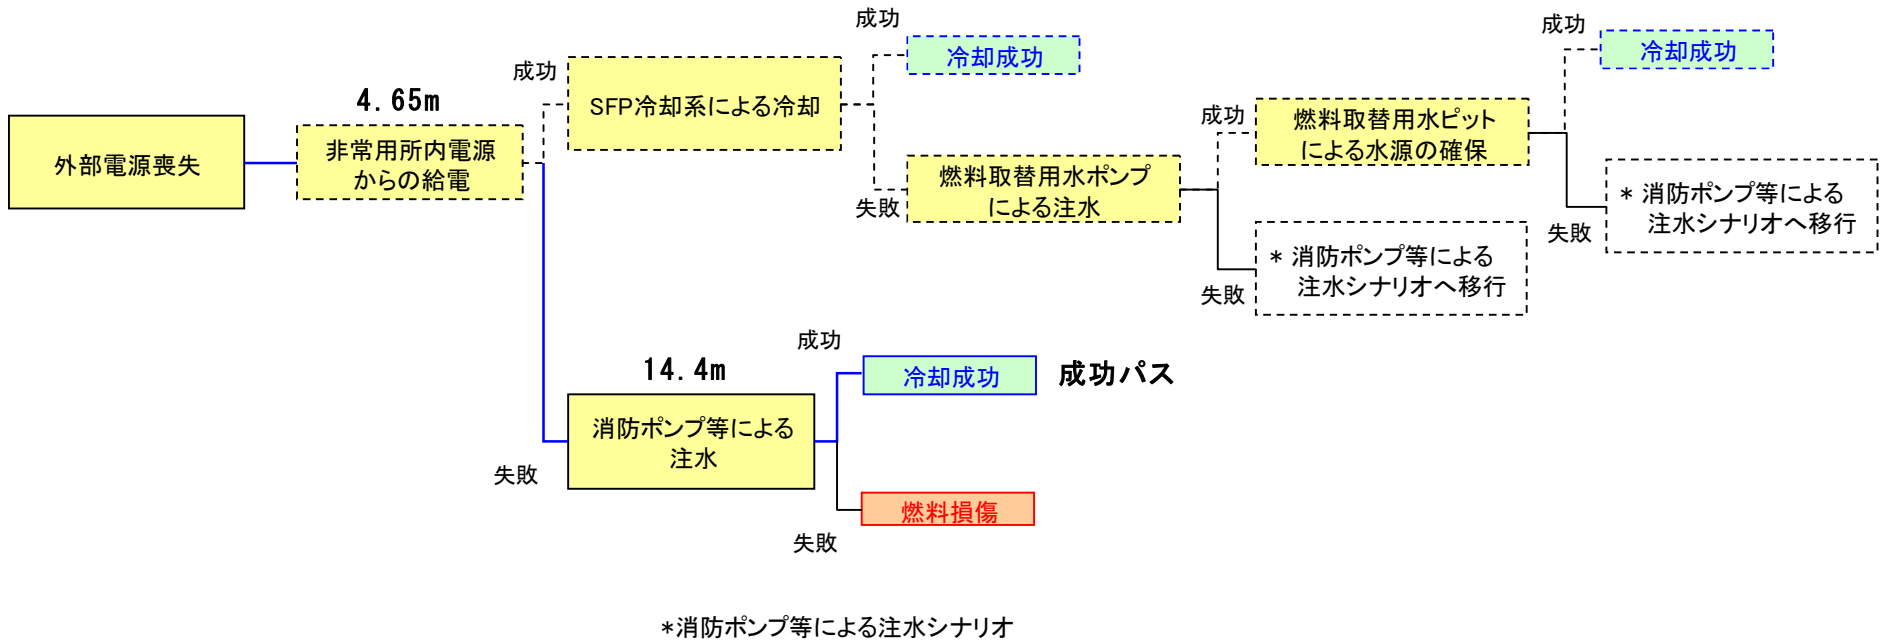 外部電源喪失
4.65m
非常用所内電源
からの給電
成功
SFP冷却系による冷却
成功
冷却成功
失敗
燃料取替用水ポンプ
による注水
成功
燃料取替用水ピット
による水源の確保
成功
冷却成功
失敗
* 消防ポンプ等による
注水シナリオへ移行
失敗
* 消防ポンプ等による
注水シナリオへ移行
失敗
14.4m
消防ポンプ等による
注水
成功
冷却成功
成功パス
失敗
燃料損傷
*消防ポンプ等による注水シナリオ